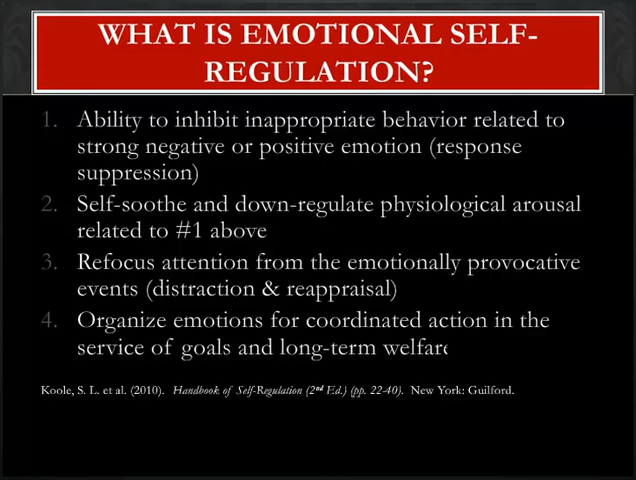 WHAT IS EMOTIONAL SELF-
REGULATION?
1. Ability to inhibit inappropriate behavior related to
strong negative or positive emotion (response
suppression)
2. Self-soothe and down-regulate physiological arousal
related to #1 above
3. Refocus attention from the emotionally provocative
events (distraction & reappraisal)
4. Organize emotions for coordinated action in the
service of goals and long-term welfare
Koole, S. L. et al. (2010). Handbook of Self-Regulation (2nd Ed.) (pp. 22-40). New York: Guilford.